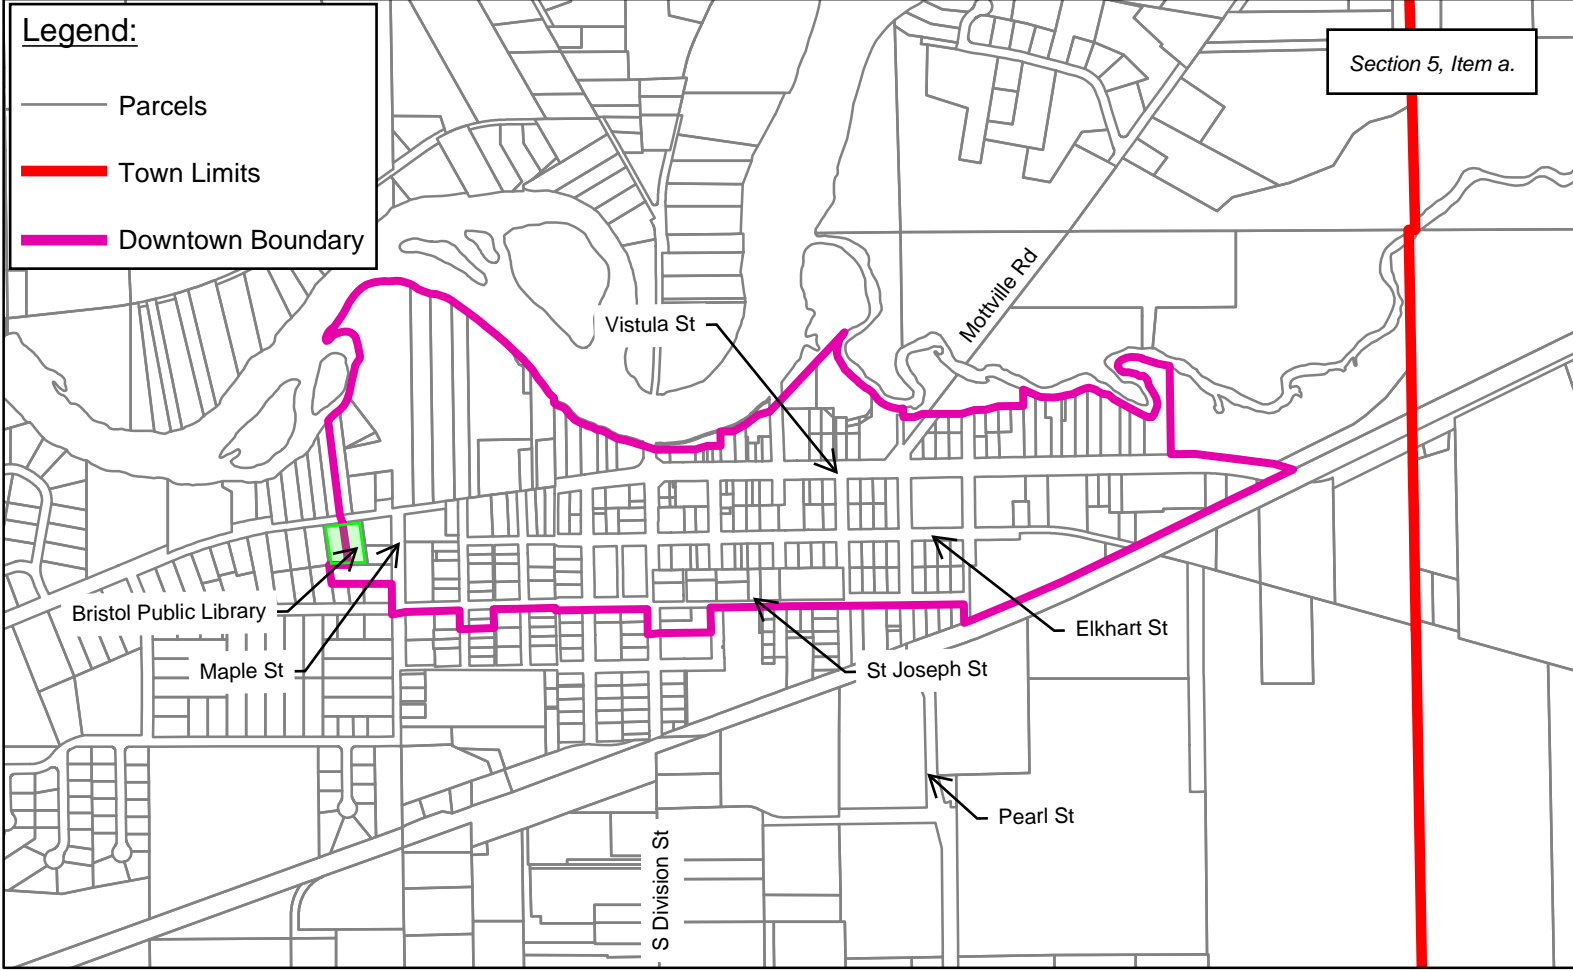 Legend:
Parcels
Town Limits
Downtown Boundary
Section 5, Item a.
Mottville Rd
Vistula St
Bristol Public Library
Maple St
Elkhart St
St Joseph St
Pearl St
S Division St